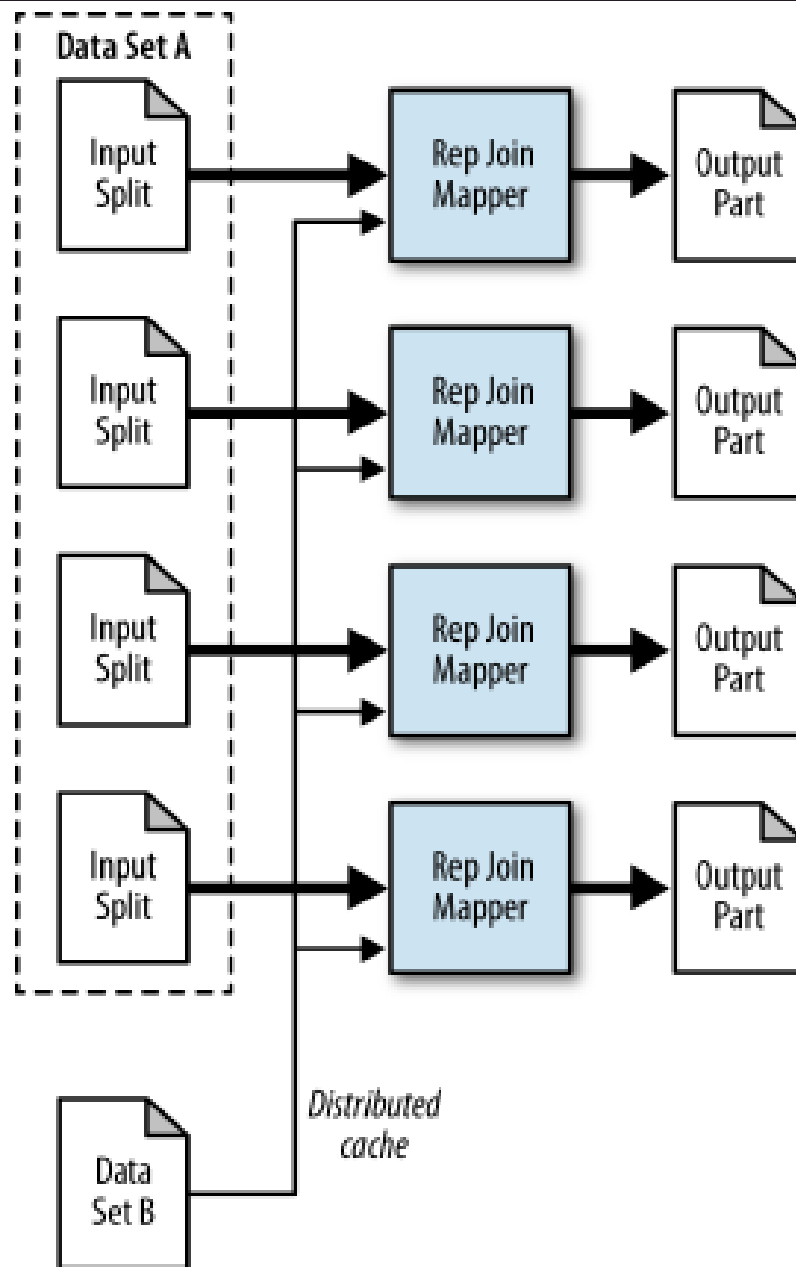 Data Set A
Input
Split
Rep Join
Mapper
Output
Part
Input
Split
Rep Join
Mapper
Output
Part
Input
Split
Rep Join
Mapper
Output
Part
Input
Split
Rep Join
Mapper
Output
Part
Distributed
cache
Data
Set B